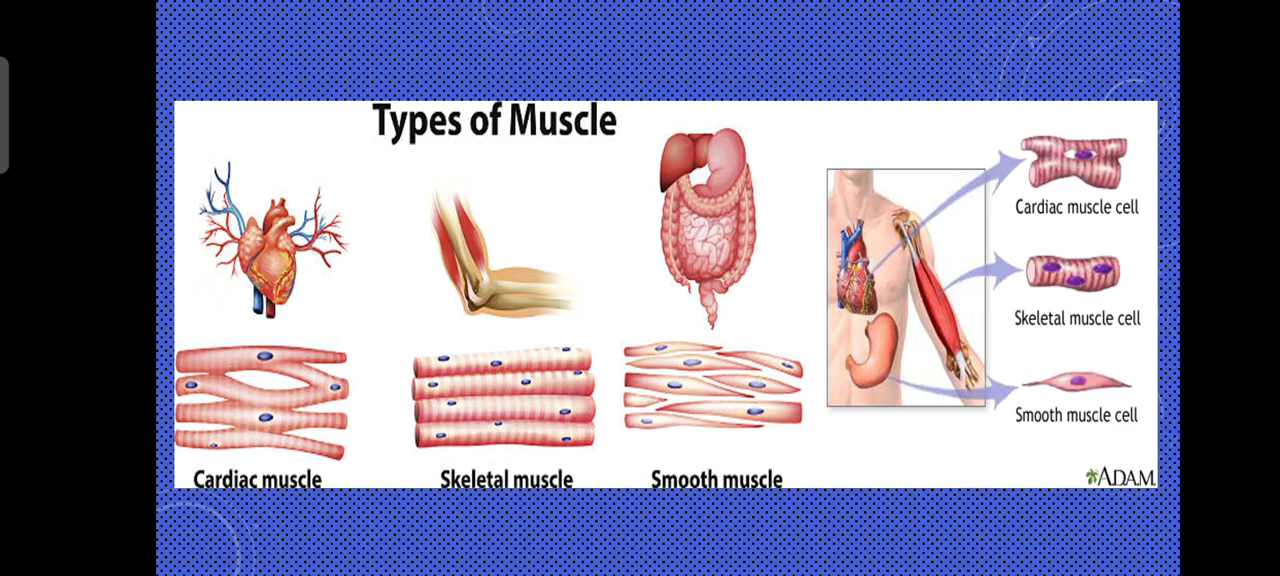 Types of Muscle
Cardiac muscle
Skeletal muscle
Smooth muscle
Cardiac muscle cell
Skeletal muscle cell
Smooth muscle cell
ADAM.